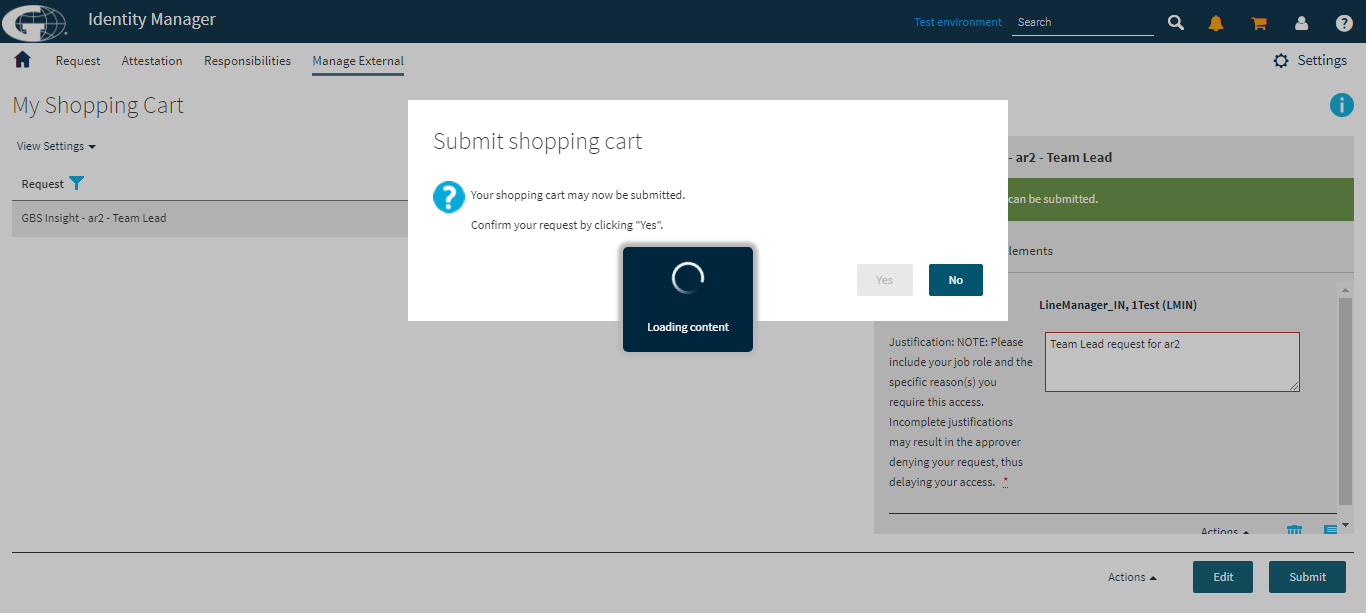 Identity Manager
Test environment
Search
Request
Attestation
Responsibilities
Manage External
Settings
My Shopping Cart
View Settings
Request
GBS Insight - ar2 - Team Lead
Submit shopping cart
Your shopping cart may now be submitted.
Confirm your request by clicking "Yes".
Yes
No
Loading content
- ar2 - Team Lead
can be submitted.
lements
LineManager_IN, 1Test (LMIN)
Justification: NOTE: Please
include your job role and the
specific reason(s) you
require this access.
Incomplete justifications
may result in the approver
denying your request, thus
delaying your access. *
Team Lead request for ar2
Actions
Actions
Edit
Submit